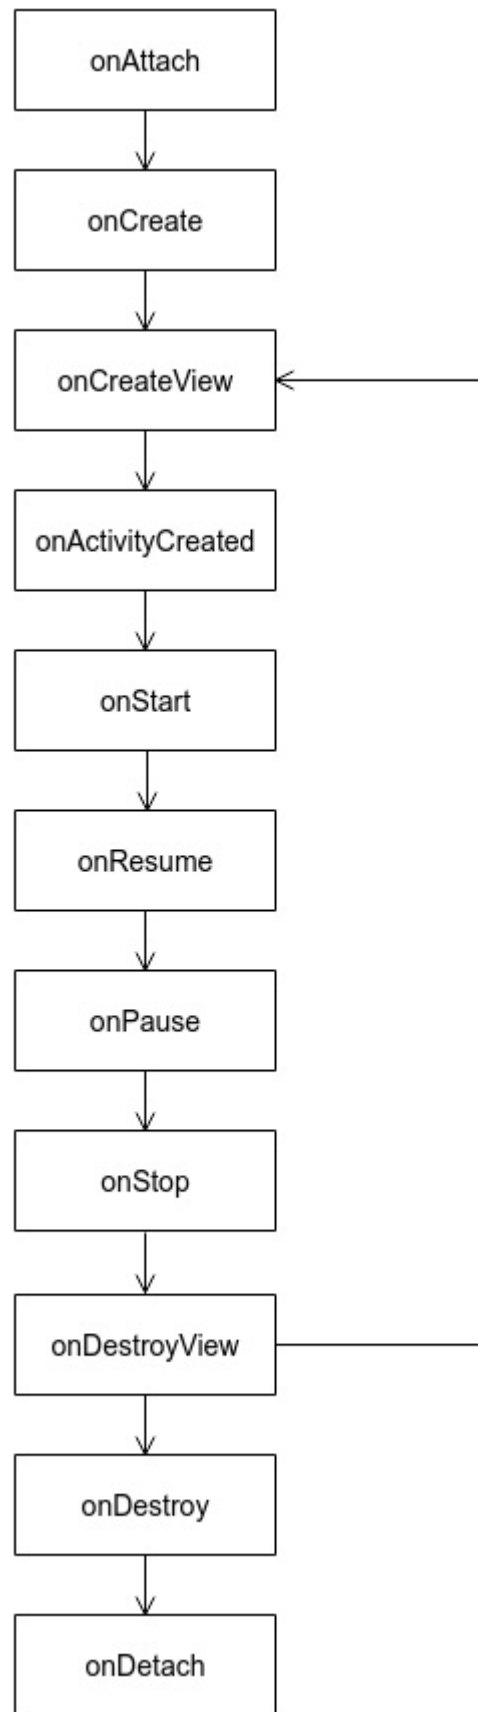 onAttach
onCreate
onCreateView
onActivityCreated
onStart
onResume
onPause
onStop
onDestroyView
onDestroy
onDetach